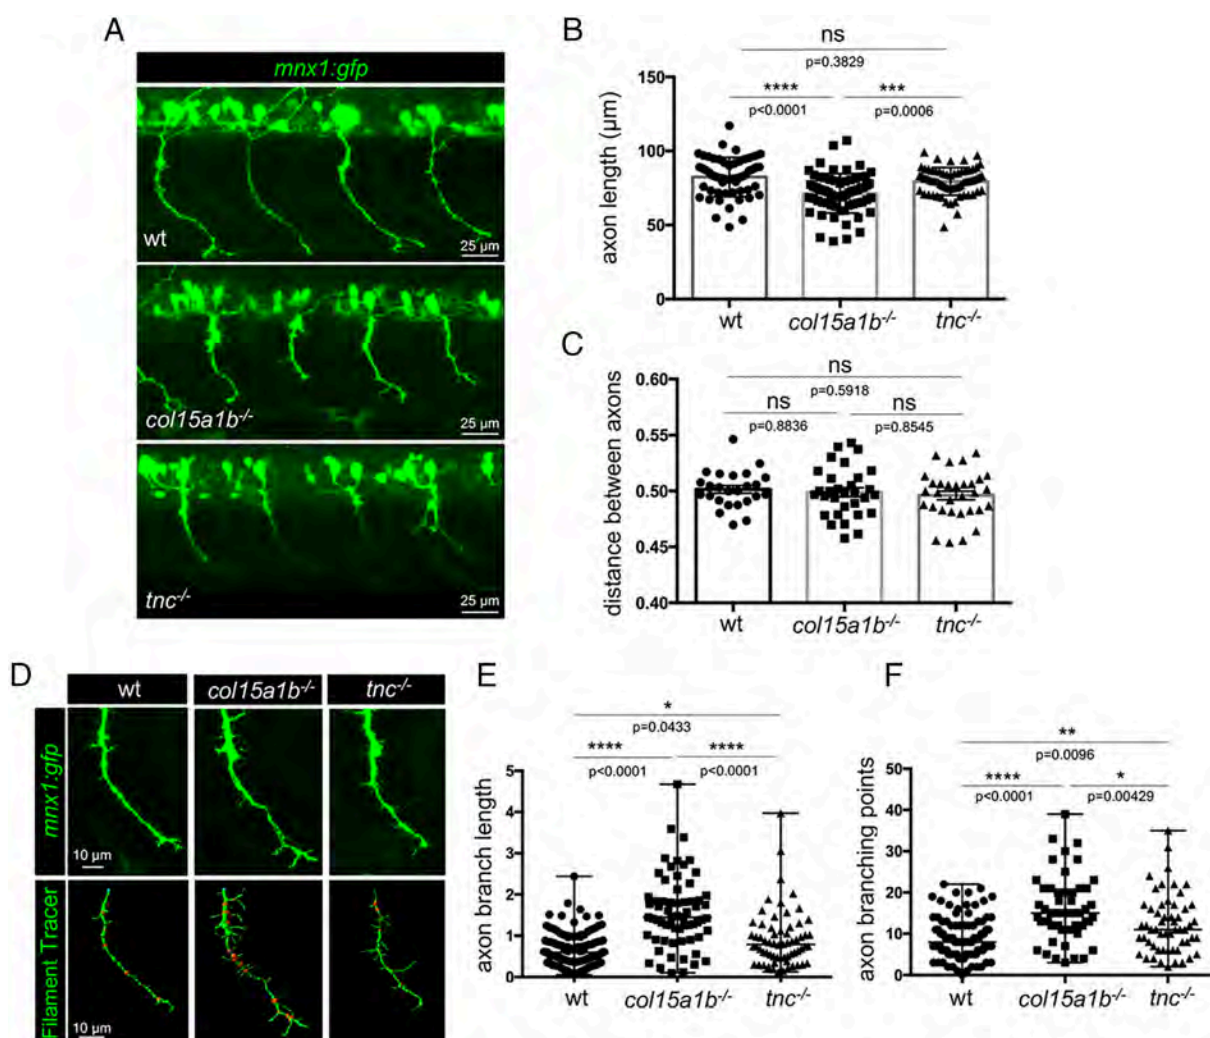 A
mnx1:gfp
wt
25 µm
col15a1b-/-
25 µm
tnc-/-
25 µm
B
ns
p=0.3829
**** ***
p<0.0001 p=0.0006
axon length (µm)
150
100
50
0
wt col15a1b-/- tnc-/-
C
ns
p=0.5918
ns ns
p=0.8836 p=0.8545
distance between axons
0.60
0.55
0.50
0.45
0.40
wt col15a1b-/- tnc-/-
D
wt col15a1b-/- tnc-/-
mnx1:gfp
10 µm
Filament Tracer
10 µm
E
*
p=0.0433
**** ****
p<0.0001 p<0.0001
axon branch length
5
4
3
2
1
0
wt col15a1b-/- tnc-/-
F
**
p=0.0096
**** *
p<0.0001 p=0.00429
axon branching points
50
40
30
20
10
0
wt col15a1b-/- tnc-/-